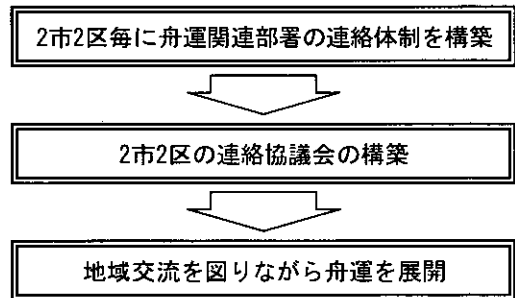 2市2区毎に舟運関連部署の連絡体制を構築
2市2区の連絡協議会の構築
地域交流を図りながら舟運を展開